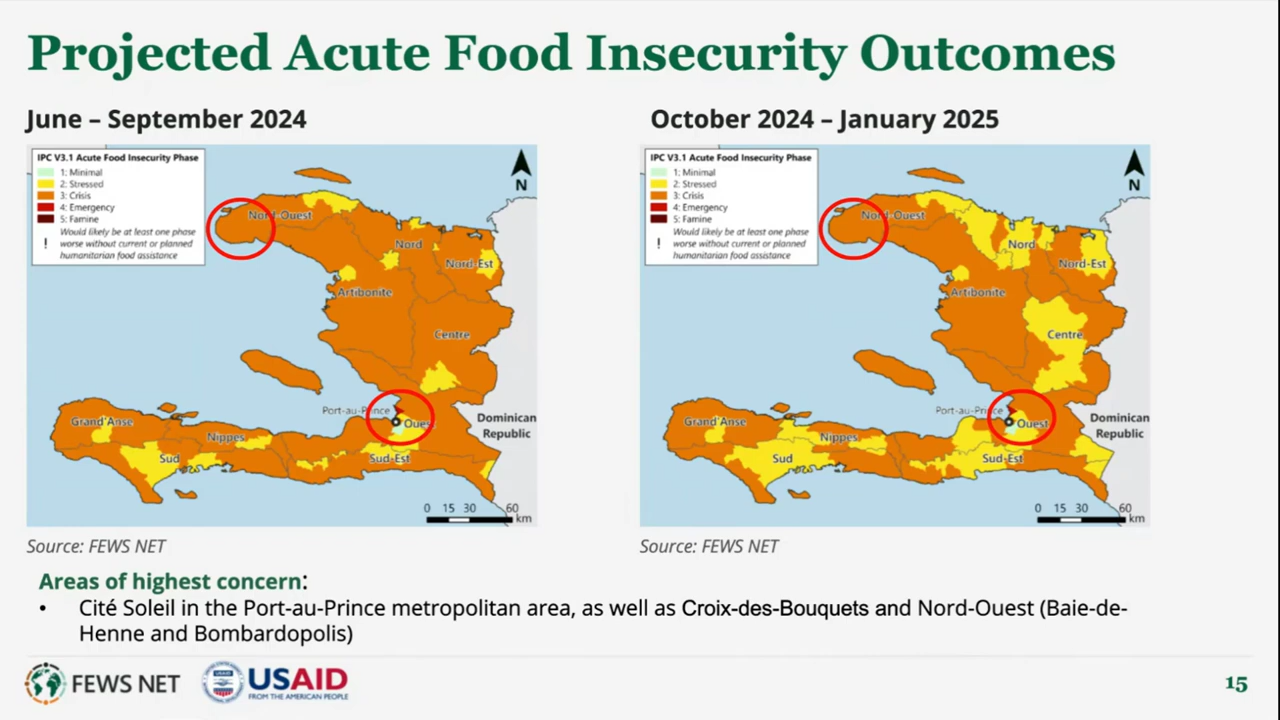 Projected Acute Food Insecurity Outcomes
June – September 2024
IPC V3.1 Acute Food Insecurity Phase
1: Minimal
2: Stressed
3: Crisis
4: Emergency
5: Famine
! Would likely be at least one phase
worse without current or planned
humanitarian food assistance
N
Nord-Ouest
Nord
Nord-Est
Artibonite
Centre
Port-au-Prince
Ouest
Dominican
Republic
Grand'Anse
Nippes
Sud
Sud-Est
0 15 30 60
km
Source: FEWS NET
October 2024 – January 2025
IPC V3.1 Acute Food Insecurity Phase
1: Minimal
2: Stressed
3: Crisis
4: Emergency
5: Famine
! Would likely be at least one phase
worse without current or planned
humanitarian food assistance
N
Nord-Ouest
Nord
Nord-Est
Artibonite
Centre
Port-au-Prince
Ouest
Dominican
Republic
Grand'Anse
Nippes
Sud
Sud-Est
0 15 30 60
km
Source: FEWS NET
Areas of highest concern:
• Cité Soleil in the Port-au-Prince metropolitan area, as well as Croix-des-Bouquets and Nord-Ouest (Baie-de-
Henne and Bombardopolis)
FEWS NET
USAID
USAID
FROM THE AMERICAN PEOPLE
15